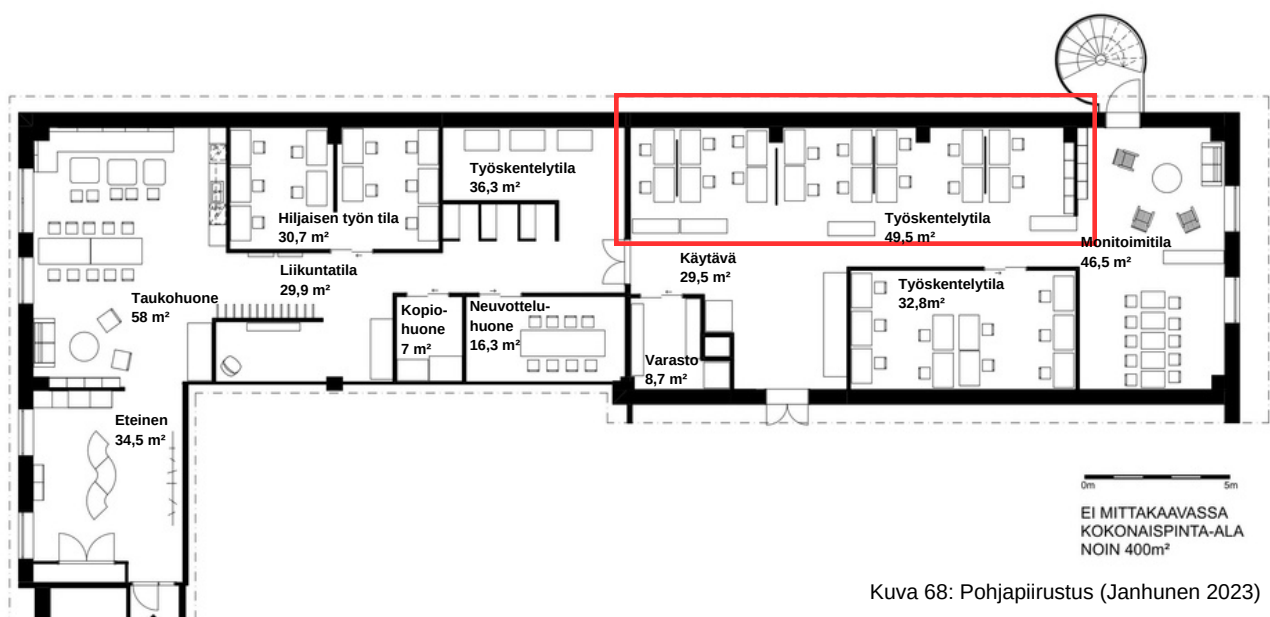 Työskentelytila
36,3 m²
Hiljaisen työn tila
30,7 m²
Työskentelytila
49,5 m²
Monitoimitila
46,5 m²
Liikuntatila
29,9 m²
Käytävä
29,5 m²
Taukohuone
58 m²
Kopio-
huone
7 m²
Neuvottelu-
huone
16,3 m²
Työskentelytila
32,8m²
Varasto
8,7 m²
Eteinen
34,5 m²
0m
5m
EI MITTAKAAVASSA
KOKONAISPINTA-ALA
NOIN 400m²
Kuva 68: Pohjapiirustus (Janhunen 2023)